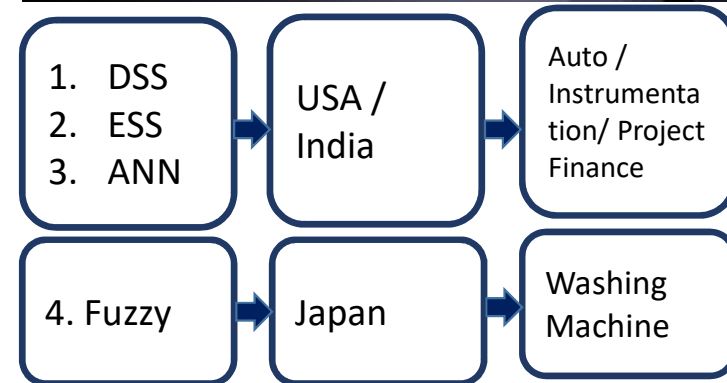 1. DSS
2. ESS
3. ANN
USA /
India
Auto /
Instrumenta
tion/ Project
Finance
4. Fuzzy
Japan
Washing
Machine